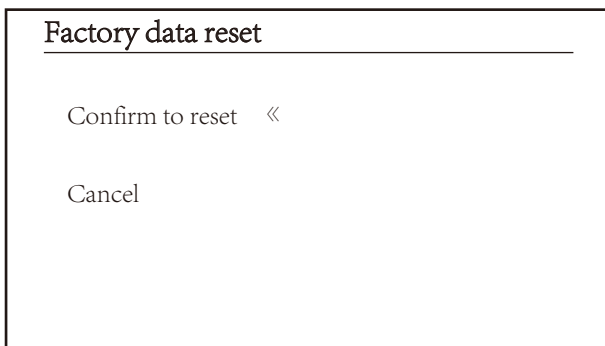 Factory data reset
Confirm to reset «
Cancel